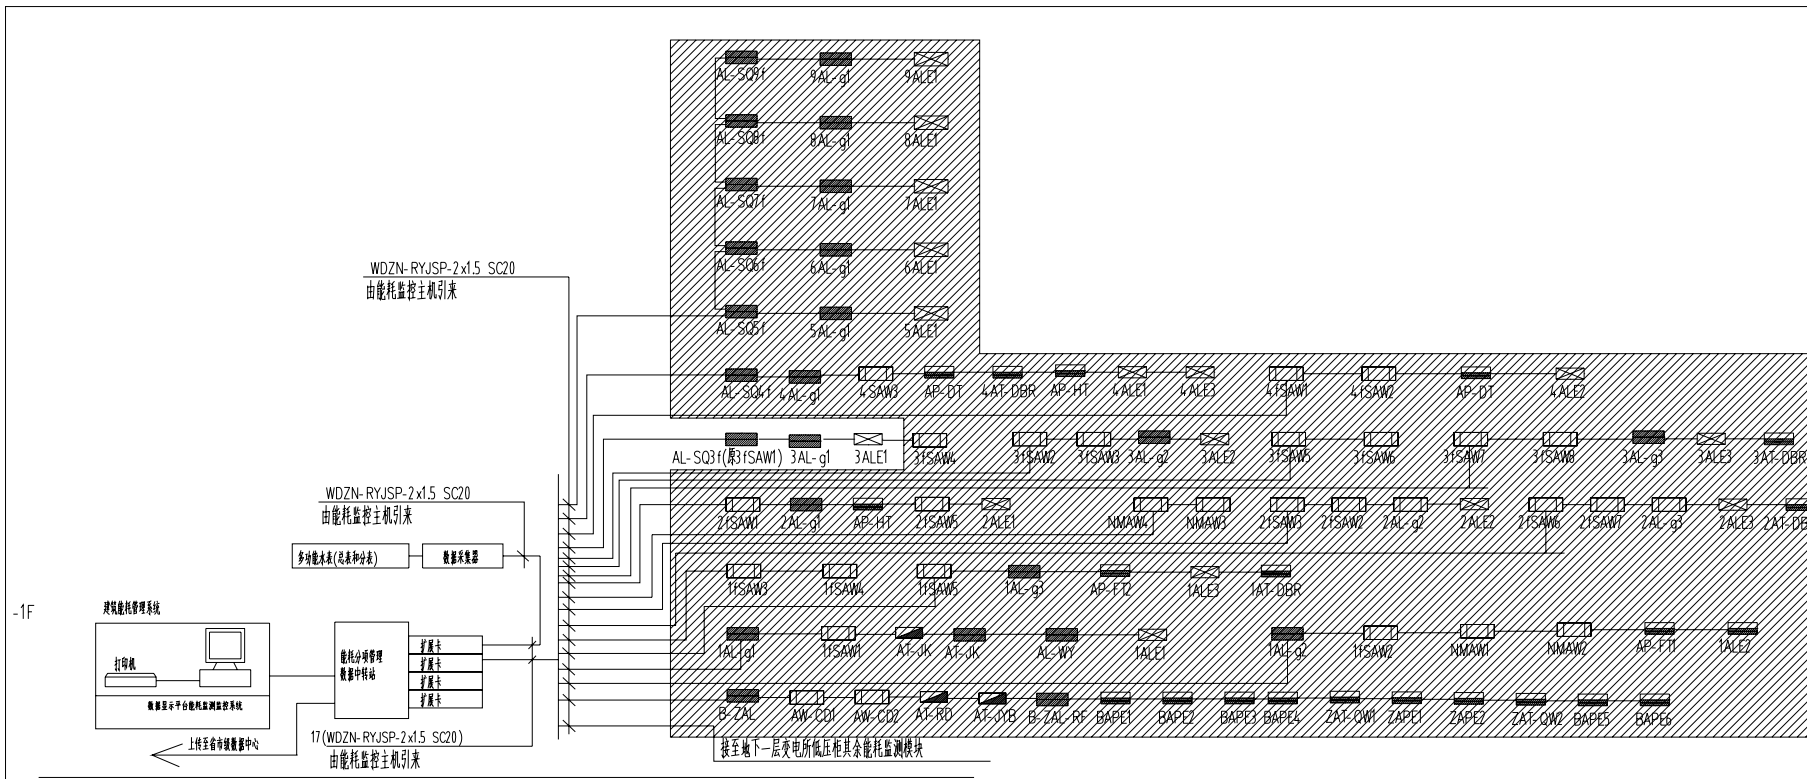 AL-SQ9f 9AL-g1 9ALE1
AL-SQ8f 8AL-g1 8ALE1
AL-SQ7f 7AL-g1 7ALE1
AL-SQ6f 6AL-g1 6ALE1
WDZN-RYJSP-2x1.5 SC20
由能耗监控主机引来
AL-SQ5f 5AL-g1 5ALE1
AL-SQ4f 4AL-g1 4SAW3 AP-DT 4AT-DBR AP-HT 4ALE1 4ALE3 4fSAW1 4fSAW2 AP-DT 4ALE2
AL-SQ3f(原3fSAW1) 3AL-g1 3ALE1 3fSAW4 3fSAW2 3fSAW3 3AL-g2 3ALE2 3fSAW5 3fSAW6 3fSAW7 3fSAW8 3AL-g3 3ALE3 3AT-DBR
WDZN-RYJSP-2x1.5 SC20
由能耗监控主机引来
2fSAW1 2AL-g1 AP-HT 2fSAW5 2ALE1 NMAW4 NMAW3 2fSAW3 2fSAW2 2AL-g2 2ALE2 2fSAW6 2fSAW7 2AL-g3 2ALE3 2AT-DB
多功能水表(总表和分表) 数据采集器
1fSAW3 1fSAW4 1fSAW5 1AL-g3 AP-FT2 1ALE3 1AT-DBR
-1F
建筑能耗管理系统
打印机
数据显示平台能耗监测监控系统
能耗分项管理
数据中转站
扩展卡
扩展卡
扩展卡
扩展卡
1AL-g1 1fSAW1 AT-JK AT-JK AL-WY 1ALE1 1AL-g2 1fSAW2 NMAW1 NMAW2 AP-FT1 1ALE2
B-ZAL AW-CD1 AW-CD2 AT-RD AT-JYB B-ZAL-RF BAPE1 BAPE2 BAPE3 BAPE4 ZAT-QW1 ZAPE1 ZAPE2 ZAT-QW2 BAPE5 BAPE6
上传至省市级数据中心
17(WDZN-RYJSP-2x1.5 SC20)
由能耗监控主机引来
接至地下一层变电所低压柜其余能耗监测模块